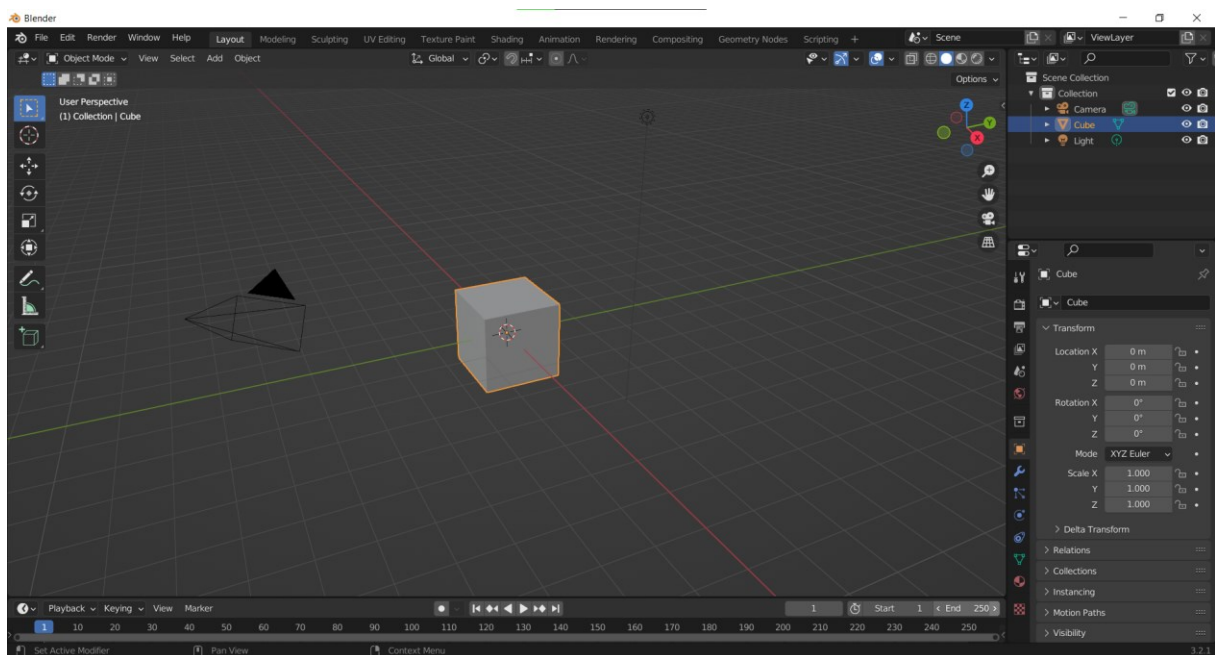 Blender
File Edit Render Window Help Layout Modeling Sculpting UV Editing Texture Paint Shading Animation Rendering Compositing Geometry Nodes Scripting + Scene ViewLayer
Object Mode View Select Add Object Global
Options
User Perspective
(1) Collection | Cube
Z
Y
X
Scene Collection
Collection
Camera
Cube
Light
Cube
Cube
Transform
Location X 0 m
Y 0 m
Z 0 m
Rotation X 0°
Y 0°
Z 0°
Mode XYZ Euler
Scale X 1.000
Y 1.000
Z 1.000
Delta Transform
Relations
Collections
Instancing
Motion Paths
Visibility
Playback Keying View Marker 1 Start 1 End 250
1 10 20 30 40 50 60 70 80 90 100 110 120 130 140 150 160 170 180 190 200 210 220 230 240 250
Set Active Modifier Pan View Context Menu 3.2.1